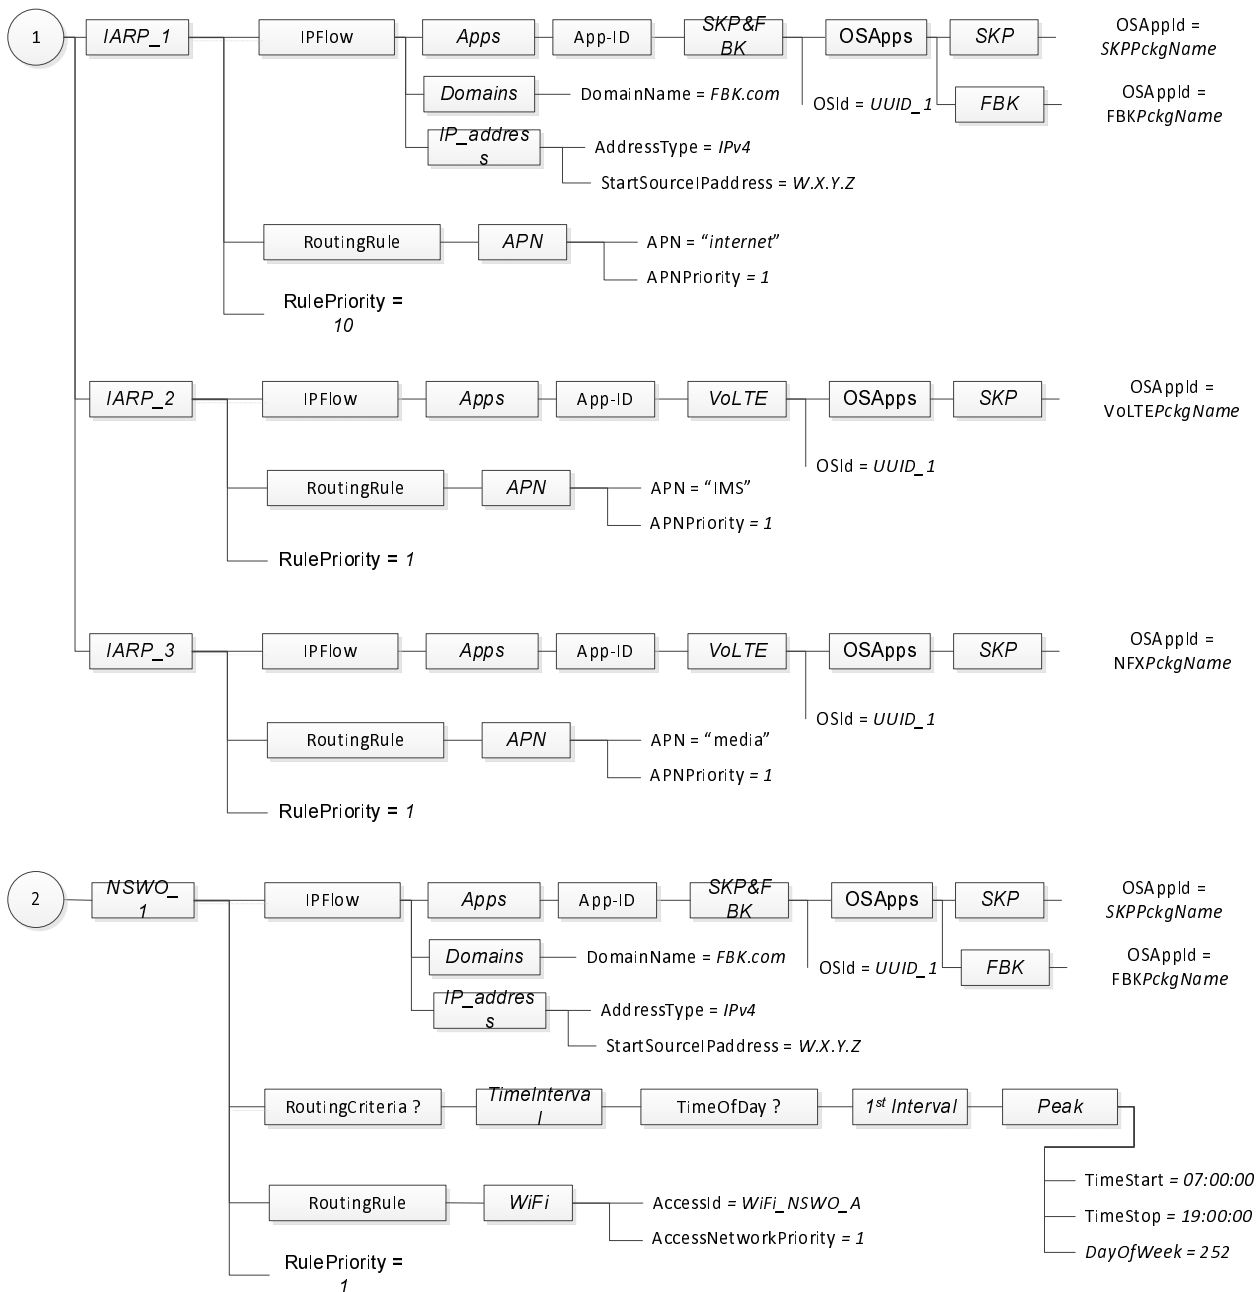 1
IARP_1
IPFlow
Apps
App-ID
SKP&F
BK
OSApps
SKP
OSAppId =
SKPPckgName
Domains
DomainName = FBK.com
OSId = UUID_1
FBK
OSAppId =
FBKPckgName
IP_addres
s
AddressType = IPv4
StartSourceIPaddress = W.X.Y.Z
RoutingRule
APN
APN = “internet”
APNPriority = 1
RulePriority =
10
IARP_2
IPFlow
Apps
App-ID
VoLTE
OSApps
SKP
OSAppId =
VoLTEPckgName
OSId = UUID_1
RoutingRule
APN
APN = “IMS”
APNPriority = 1
RulePriority = 1
IARP_3
IPFlow
Apps
App-ID
VoLTE
OSApps
SKP
OSAppId =
NFXPckgName
OSId = UUID_1
RoutingRule
APN
APN = “media”
APNPriority = 1
RulePriority = 1
2
NSWO_
1
IPFlow
Apps
App-ID
SKP&F
BK
OSApps
SKP
OSAppId =
SKPPckgName
Domains
DomainName = FBK.com
OSId = UUID_1
FBK
OSAppId =
FBKPckgName
IP_addres
s
AddressType = IPv4
StartSourceIPaddress = W.X.Y.Z
RoutingCriteria ?
TimeInterva
l
TimeOfDay ?
1st Interval
Peak
TimeStart = 07:00:00
TimeStop = 19:00:00
DayOfWeek = 252
RoutingRule
WiFi
AccessId = WiFi_NSWO_A
AccessNetworkPriority = 1
RulePriority =
1